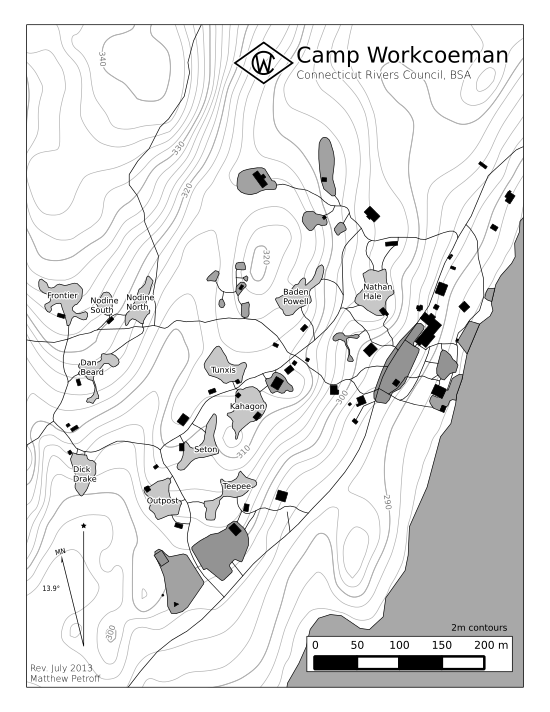 Camp Workcoeman
Connecticut Rivers Council, BSA
340
330
320
320
Frontier
Nodine
South
Nodine
North
Baden
Powell
Nathan
Hale
Dan
Beard
Tunxis
Kahagon
300
Seton
310
Dick
Drake
Teepee
Outpost
290
MN
13.9°
300
2m contours
0 50 100 150 200 m
Rev. July 2013
Matthew Petroff